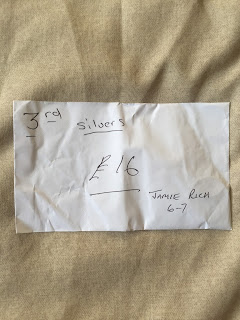 3rd silvers
£16
JAMIE RICH
6-7